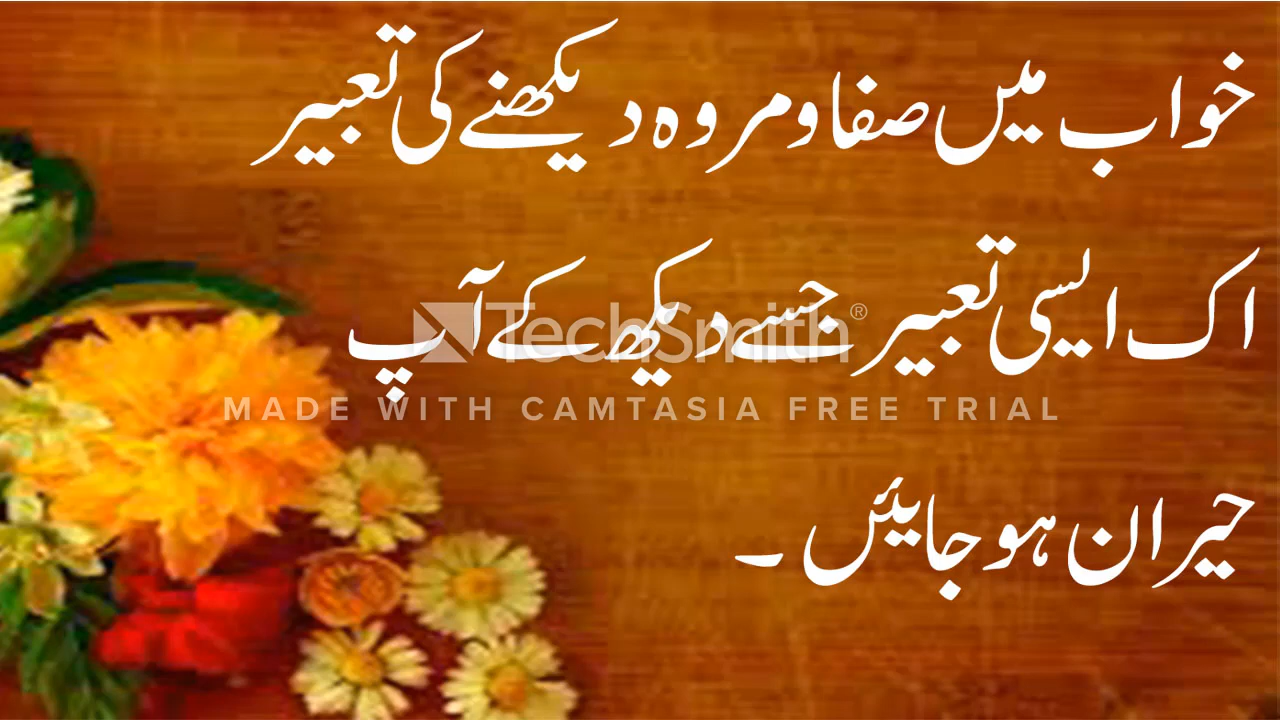 خواب میں صفا و مروہ دیکھنے کی تعبیر
اک ایسی تعبیر جسے دیکھ کے آپ
TechSmith®
MADE WITH CAMTASIA FREE TRIAL
حیران ہو جایئں ۔